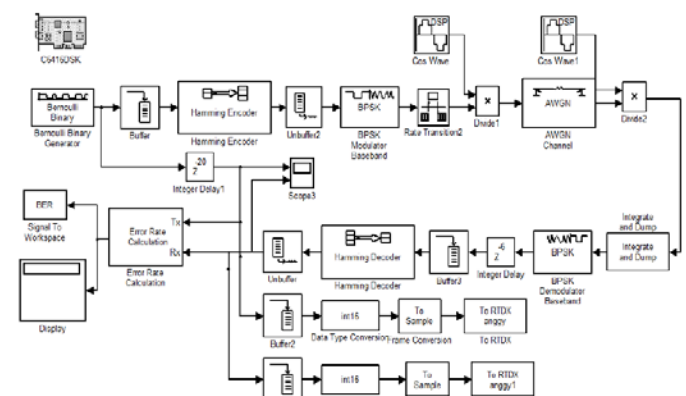 C6416DSK
DSP
Cos Wave
DSP
Cos Wave1
Bernoulli
Binary
Bernoulli Binary
Generator
Buffer
Hamming Encoder
Hamming Encoder
Unbuffer2
BPSK
BPSK
Modulator
Baseband
Rate Transition2
x
Divide1
AWGN
AWGN
Channel
x
Divide2
-20
Z
Integer Delay1
Scope3
BER
Signal To
Workspace
Error Rate
Calculation
Tx
Rx
Error Rate
Calculation
Display
Unbuffer
Hamming Decoder
Hamming Decoder
Buffer3
-6
Z
Integer Delay
BPSK
BPSK
Demodulator
Baseband
Integrate
and Dump
Integrate
and Dump
Buffer2
int16
Data Type Conversion
To
Sample
Frame Conversion
To RTDX
anggy
To RTDX
int16
To
Sample
To RTDX
anggy1